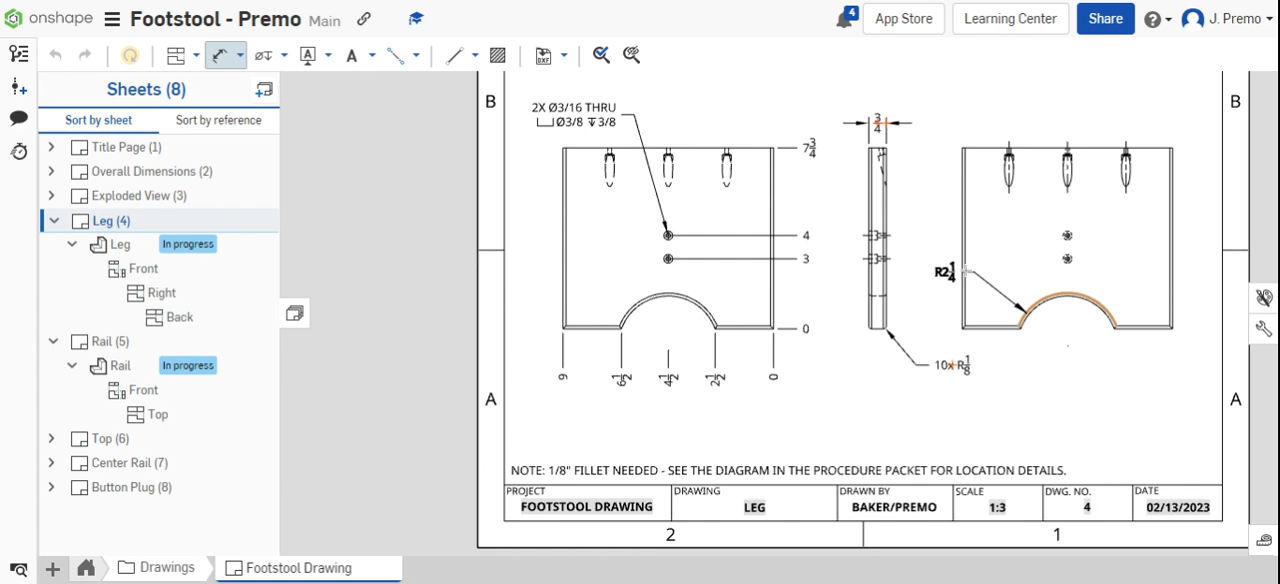 onshape
Footstool - Premo Main
4
App Store
Learning Center
Share
J. Premo
Sheets (8)
Sort by sheet
Sort by reference
Title Page (1)
Overall Dimensions (2)
Exploded View (3)
Leg (4)
Leg In progress
Front
Right
Back
Rail (5)
Rail In progress
Front
Top
Top (6)
Center Rail (7)
Button Plug (8)
B
B
2X Ø3/16 THRU
⌴Ø3/8 ↧3/8
3/4
7 3/4
4
3
R2 1/4
0
10x R1/8
9
6 1/2
4 1/2
2 1/2
0
A
A
NOTE: 1/8" FILLET NEEDED - SEE THE DIAGRAM IN THE PROCEDURE PACKET FOR LOCATION DETAILS.
PROJECT
FOOTSTOOL DRAWING
DRAWING
LEG
DRAWN BY
BAKER/PREMO
SCALE
1:3
DWG. NO.
4
DATE
02/13/2023
2
1
Drawings
Footstool Drawing